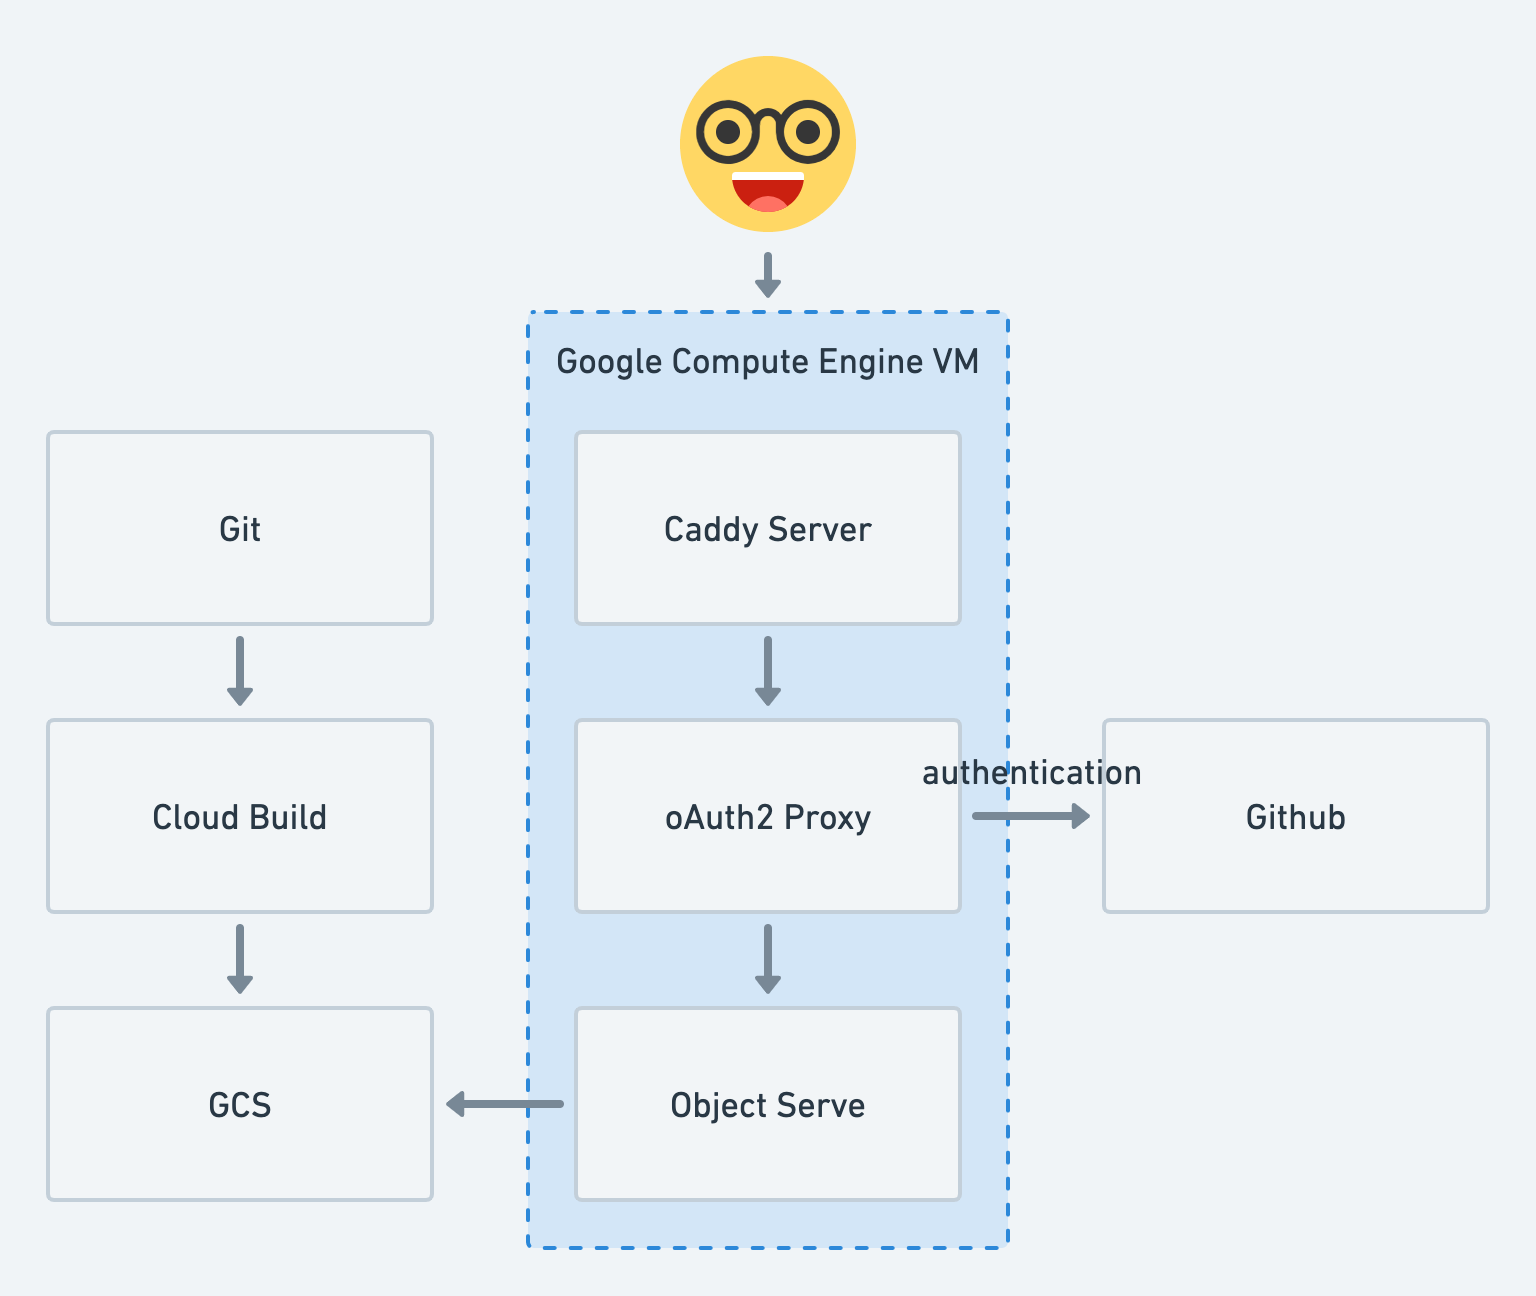 Google Compute Engine VM
Git
Caddy Server
Cloud Build
oAuth2 Proxy
authentication
Github
GCS
Object Serve